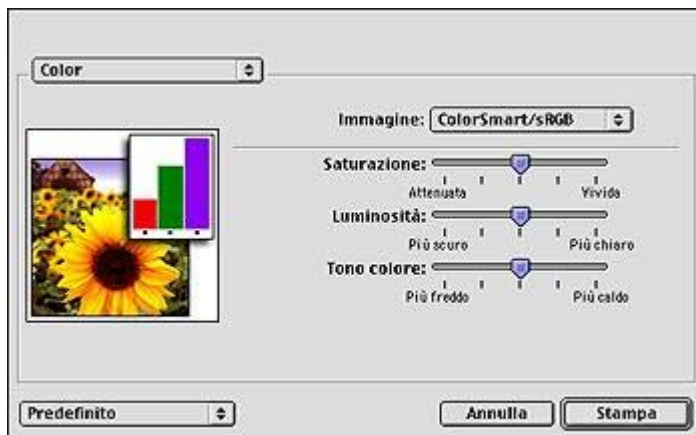 Color
Immagine: ColorSmart/sRGB
Saturazione:
Attenuata Vivida
Luminosità:
Più scuro Più chiaro
Tono colore:
Più freddo Più caldo
Predefinito Annulla Stampa